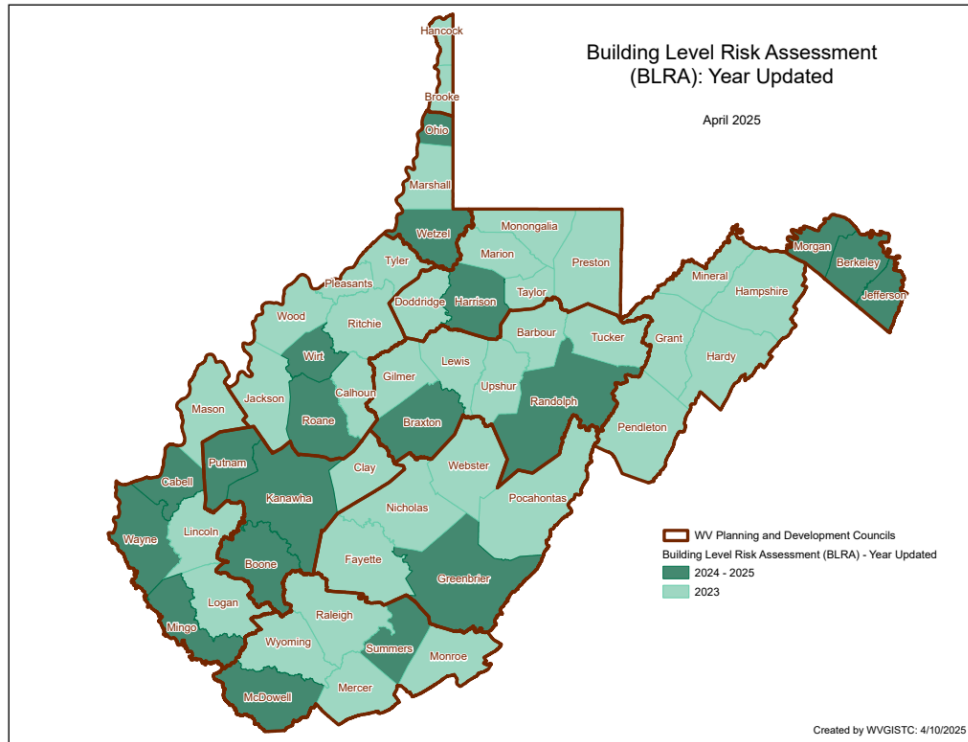 Building Level Risk Assessment
(BLRA): Year Updated
April 2025
Hancock
Brooke
Ohio
Marshall
Wetzel
Monongalia
Marion
Preston
Taylor
Tyler
Pleasants
Doddridge
Harrison
Wood
Ritchie
Mineral
Hampshire
Morgan
Berkeley
Jefferson
Barbour
Tucker
Grant
Hardy
Wirt
Lewis
Gilmer
Upshur
Calhoun
Jackson
Mason
Roane
Braxton
Randolph
Pendleton
Putnam
Cabell
Clay
Webster
Kanawha
Pocahontas
Nicholas
Lincoln
Wayne
Boone
Fayette
Greenbrier
Logan
Raleigh
Mingo
Wyoming
Summers
Monroe
McDowell
Mercer
WV Planning and Development Councils
Building Level Risk Assessment (BLRA) - Year Updated
2024 - 2025
2023
Created by WVGISTC: 4/10/2025